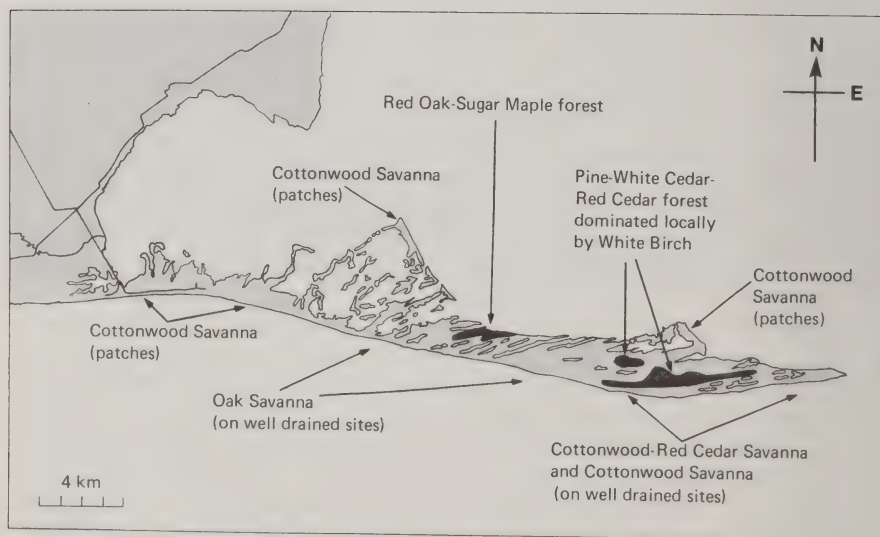 N
E
Red Oak-Sugar Maple forest
Cottonwood Savanna
(patches)
Pine-White Cedar-
Red Cedar forest
dominated locally
by White Birch
Cottonwood
Savanna
(patches)
Cottonwood Savanna
(patches)
Oak Savanna
(on well drained sites)
Cottonwood-Red Cedar Savanna
and Cottonwood Savanna
(on well drained sites)
4 km